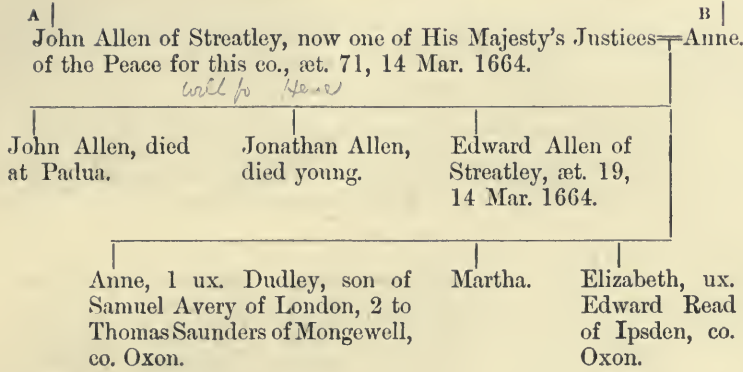 A B
John Allen of Streatley, now one of His Majesty's Justices=Anne.
of the Peace for this co., æt. 71, 14 Mar. 1664.
John Allen, died
at Padua.
Jonathan Allen,
died young.
Edward Allen of
Streatley, æt. 19,
14 Mar. 1664.
Anne, 1 ux. Dudley, son of
Samuel Avery of London, 2 to
Thomas Saunders of Mongewell,
co. Oxon.
Martha.
Elizabeth, ux.
Edward Read
of Ipsden, co.
Oxon.